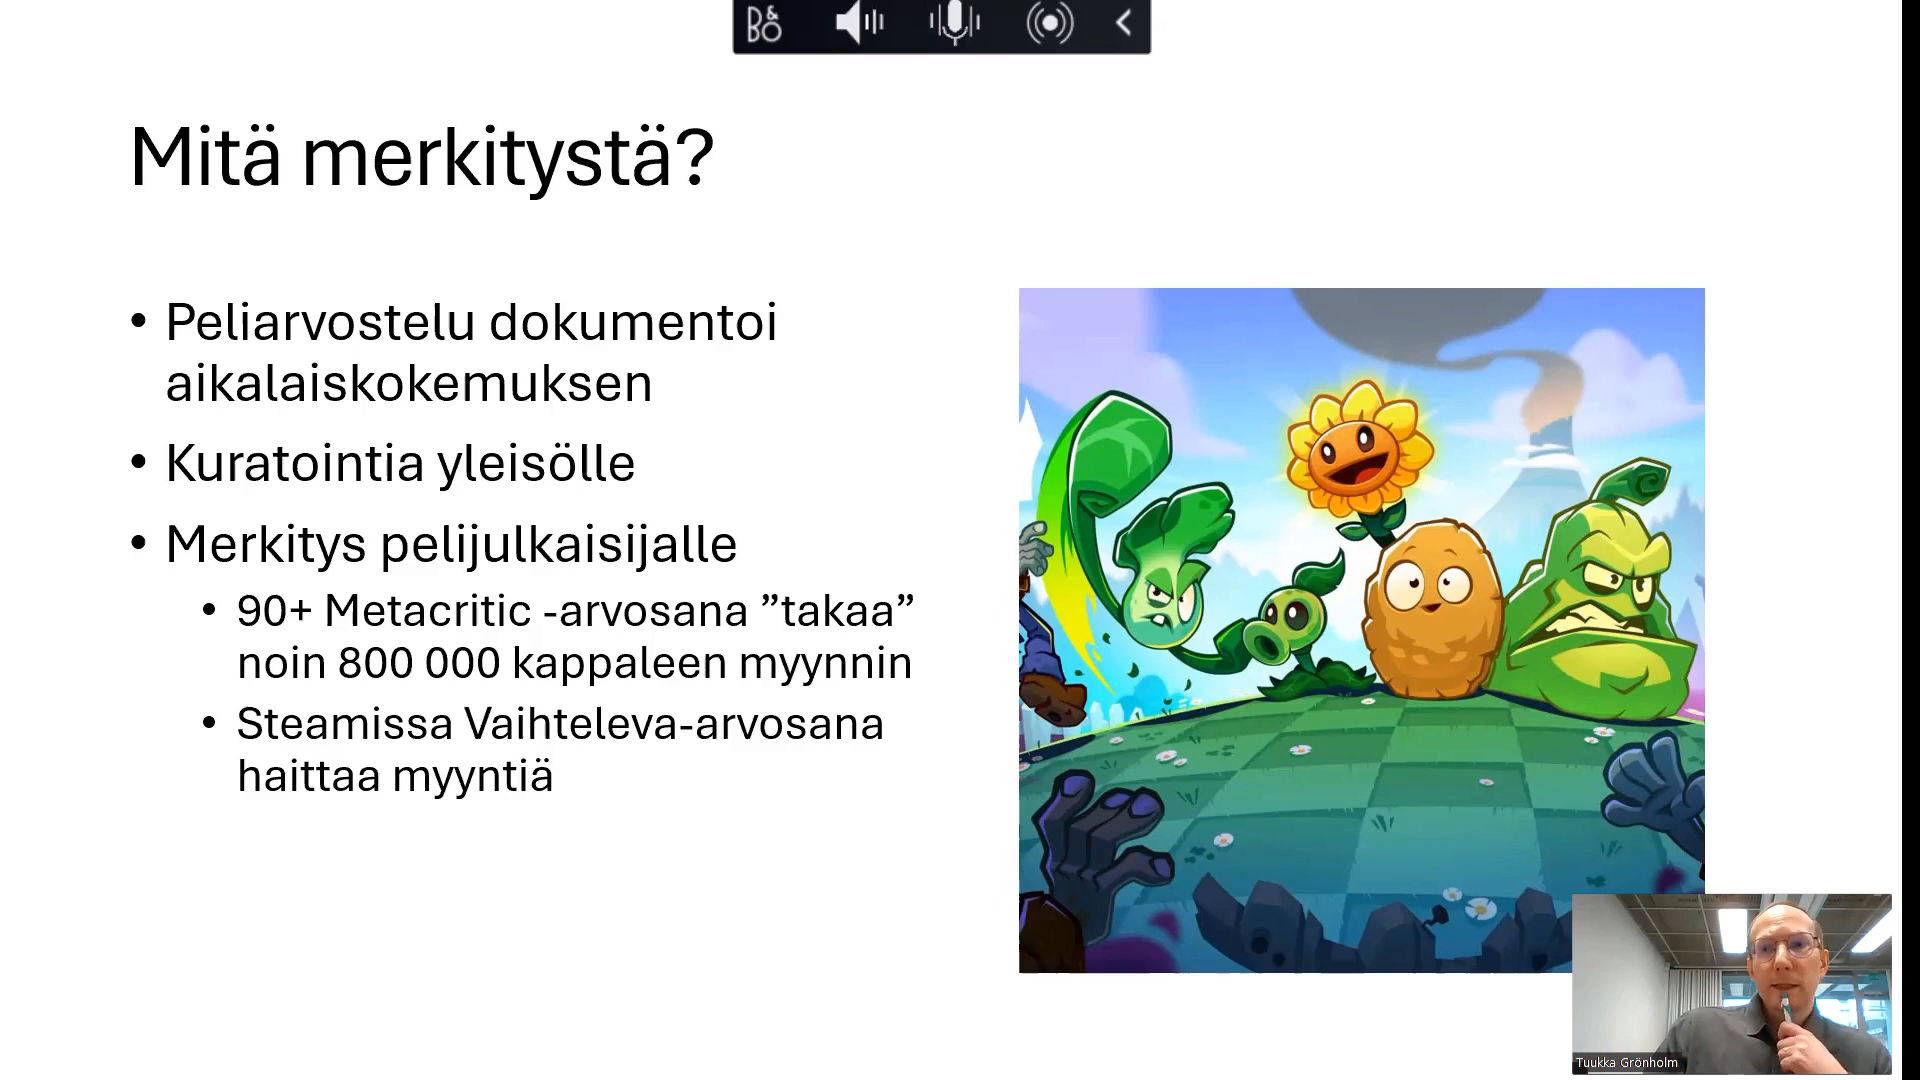 B&O
Mitä merkitystä?
• Peliarvostelu dokumentoi
aikalaiskokemuksen
• Kuratointia yleisölle
• Merkitys pelijulkaisijalle
• 90+ Metacritic -arvosana ”takaa”
noin 800 000 kappaleen myynnin
• Steamissa Vaihteleva-arvosana
haittaa myyntiä
Tuukka Grönholm